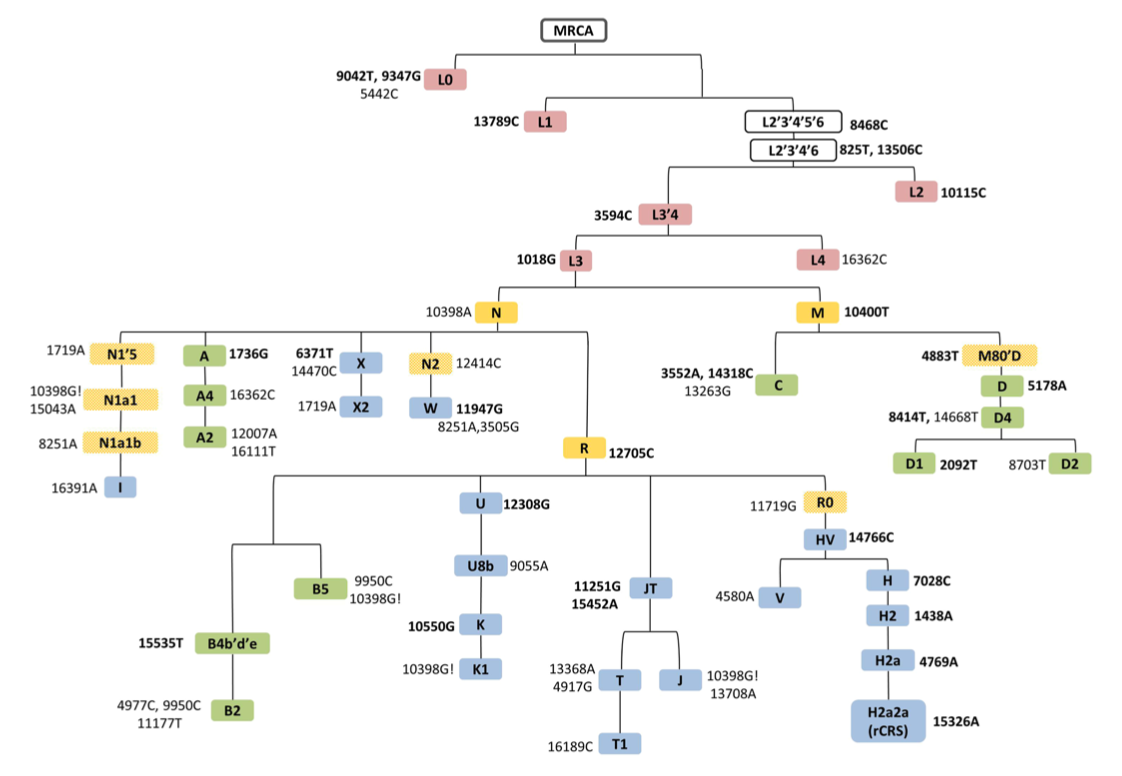 MRCA
9042T, 9347G
L0
5442C
13789C
L1
L2'3'4'5'6
8468C
L2'3'4'6
825T, 13506C
L2
10115C
3594C
L3'4
1018G
L3
L4
16362C
10398A
N
M
10400T
1719A
N1'5
A
1736G
6371T
14470C
X
N2
12414C
4883T
M80'D
3552A, 14318C
13263G
C
D
5178A
10398G!
15043A
N1a1
A4
16362C
1719A
X2
W
11947G
8251A,3505G
8414T, 14668T
D4
8251A
N1a1b
A2
12007A
16111T
R
12705C
D1
2092T
8703T
D2
16391A
I
U
12308G
11719G
R0
HV
14766C
U8b
9055A
B5
9950C
10398G!
11251G
15452A
JT
4580A
V
H
7028C
H2
1438A
10550G
K
15535T
B4b'd'e
10398G!
K1
13368A
4917G
T
J
10398G!
13708A
H2a
4769A
4977C, 9950C
11177T
B2
H2a2a
(rCRS)
15326A
16189C
T1